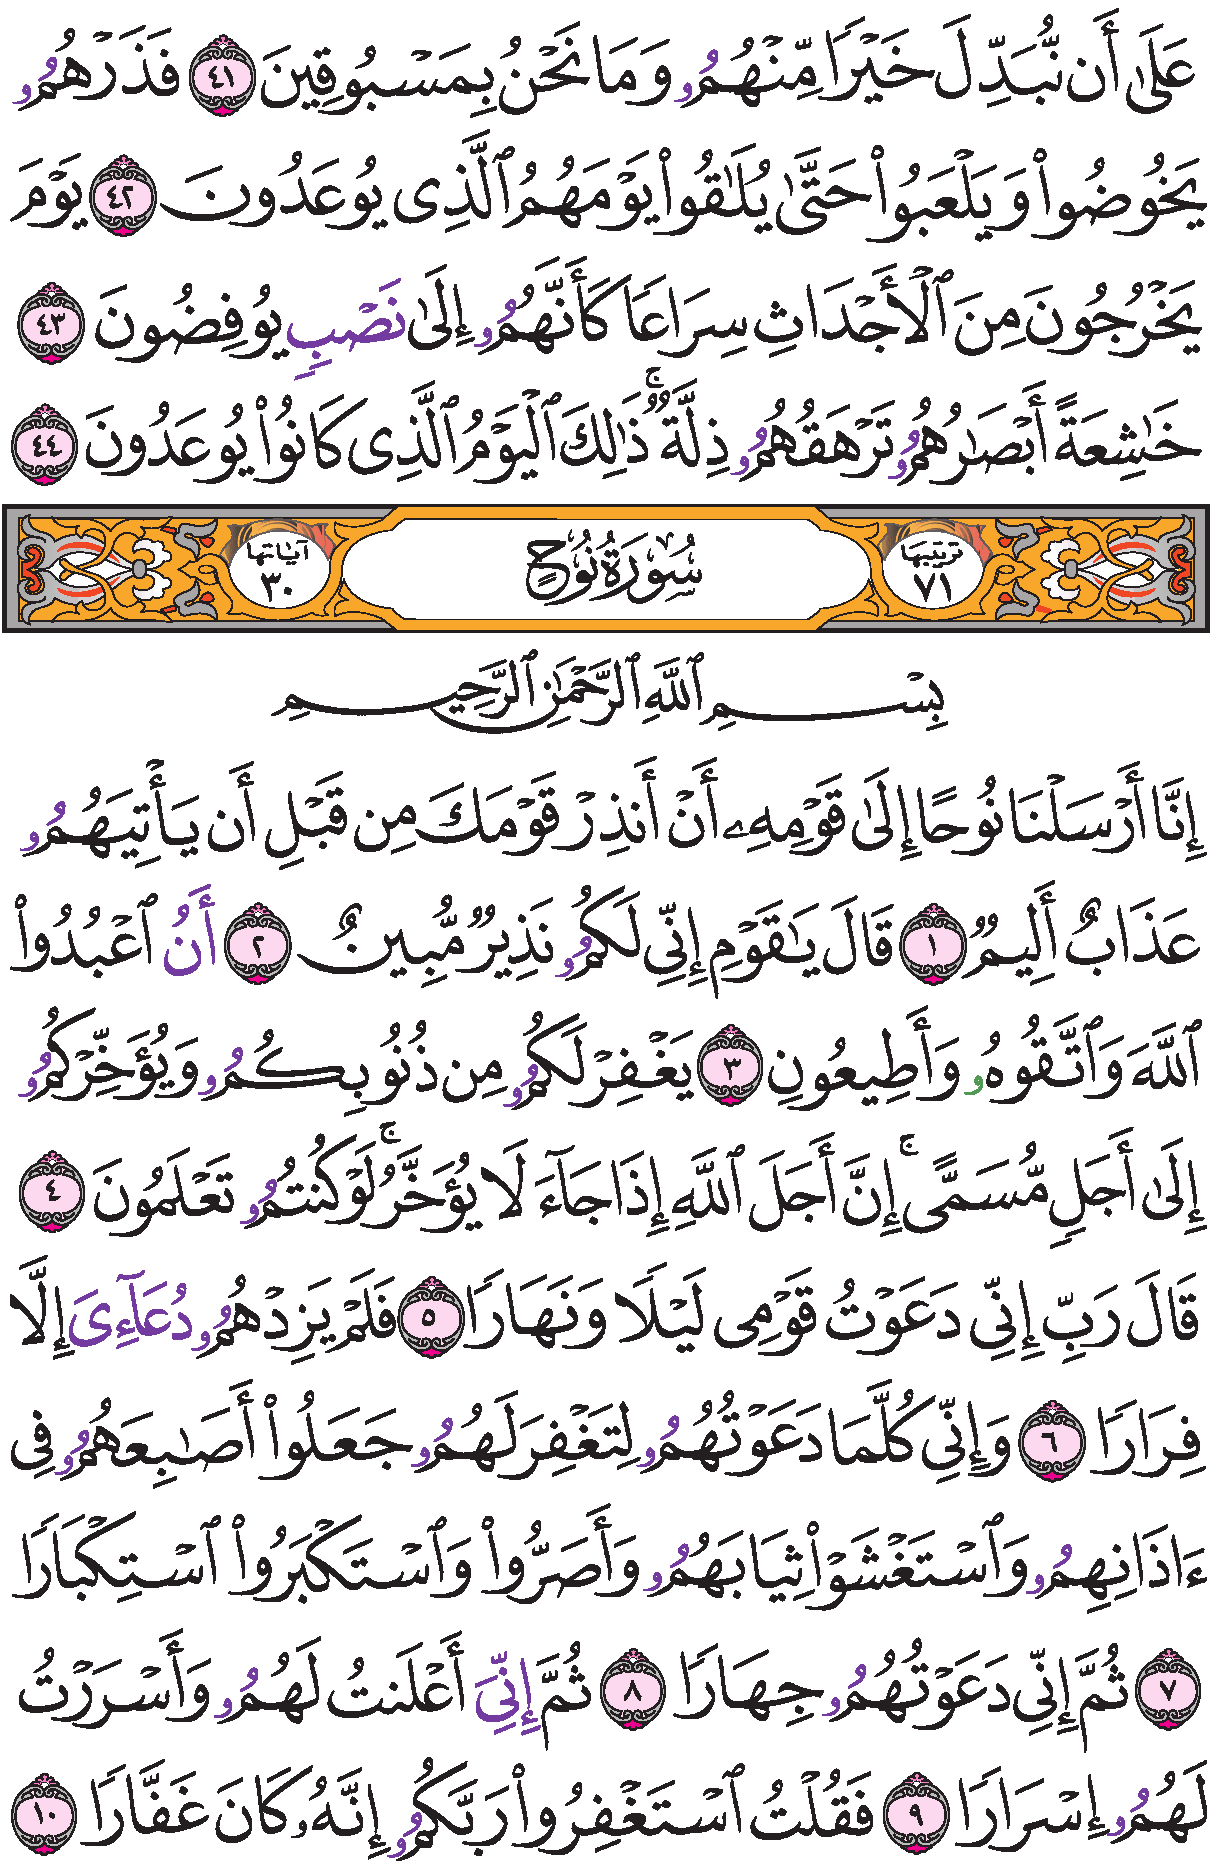 عَلَىٰٓ أَن نُّبَدِّلَ خَيْرًا مِّنْهُمُۥ وَمَا نَحْنُ بِمَسْبُوقِينَ ٤١ فَذَرْهُمُۥ
يَخُوضُوا۟ وَيَلْعَبُوا۟ حَتَّىٰ يُلَٰقُوا۟ يَوْمَهُمُ ٱلَّذِى يُوعَدُونَ ٤٢ يَوْمَ
يَخْرُجُونَ مِنَ ٱلْأَجْدَاثِ سِرَاعًا كَأَنَّهُمُۥ إِلَىٰ نَصْبٍ يُوفِضُونَ ٤٣
خَٰشِعَةً أَبْصَٰرُهُمُۥ تَرْهَقُهُمُۥ ذِلَّةٌ ۚ ذَٰلِكَ ٱلْيَوْمُ ٱلَّذِى كَانُوا۟ يُوعَدُونَ ٤٤
ترتيبها ٧١ سُورَةُ نُوحٍ آياتها ٣٠
بِسْمِ ٱللَّهِ ٱلرَّحْمَٰنِ ٱلرَّحِيمِ
إِنَّا أَرْسَلْنَا نُوحًا إِلَىٰ قَوْمِهِۦ أَنْ أَنذِرْ قَوْمَكَ مِن قَبْلِ أَن يَأْتِيَهُمُۥ
عَذَابٌ أَلِيمٌ ١ قَالَ يَٰقَوْمِ إِنِّى لَكُمُۥ نَذِيرٌ مُّبِينٌ ٢ أَنُ ٱعْبُدُوا۟
ٱللَّهَ وَٱتَّقُوهُۥ وَأَطِيعُونِ ٣ يَغْفِرْ لَكُمُۥ مِن ذُنُوبِكُمُۥ وَيُؤَخِّرْكُمُۥ
إِلَىٰ أَجَلٍ مُّسَمًّى ۚ إِنَّ أَجَلَ ٱللَّهِ إِذَا جَآءَ لَا يُؤَخَّرُ ۚ لَوْ كُنتُمُۥ تَعْلَمُونَ ٤
قَالَ رَبِّ إِنِّى دَعَوْتُ قَوْمِى لَيْلًا وَنَهَارًا ٥ فَلَمْ يَزِدْهُمُۥ دُعَآءِىَ إِلَّا
فِرَارًا ٦ وَإِنِّى كُلَّمَا دَعَوْتُهُمُۥ لِتَغْفِرَ لَهُمُۥ جَعَلُوا۟ أَصَٰبِعَهُمُۥ فِى
ءَاذَانِهِمُۥ وَٱسْتَغْشَوْا۟ ثِيَابَهُمُۥ وَأَصَرُّوا۟ وَٱسْتَكْبَرُوا۟ ٱسْتِكْبَارًا
٧ ثُمَّ إِنِّى دَعَوْتُهُمُۥ جِهَارًا ٨ ثُمَّ إِنِّىَ أَعْلَنتُ لَهُمُۥ وَأَسْرَرْتُ
لَهُمُۥ إِسْرَارًا ٩ فَقُلْتُ ٱسْتَغْفِرُوا۟ رَبَّكُمُۥ إِنَّهُۥ كَانَ غَفَّارًا ١٠